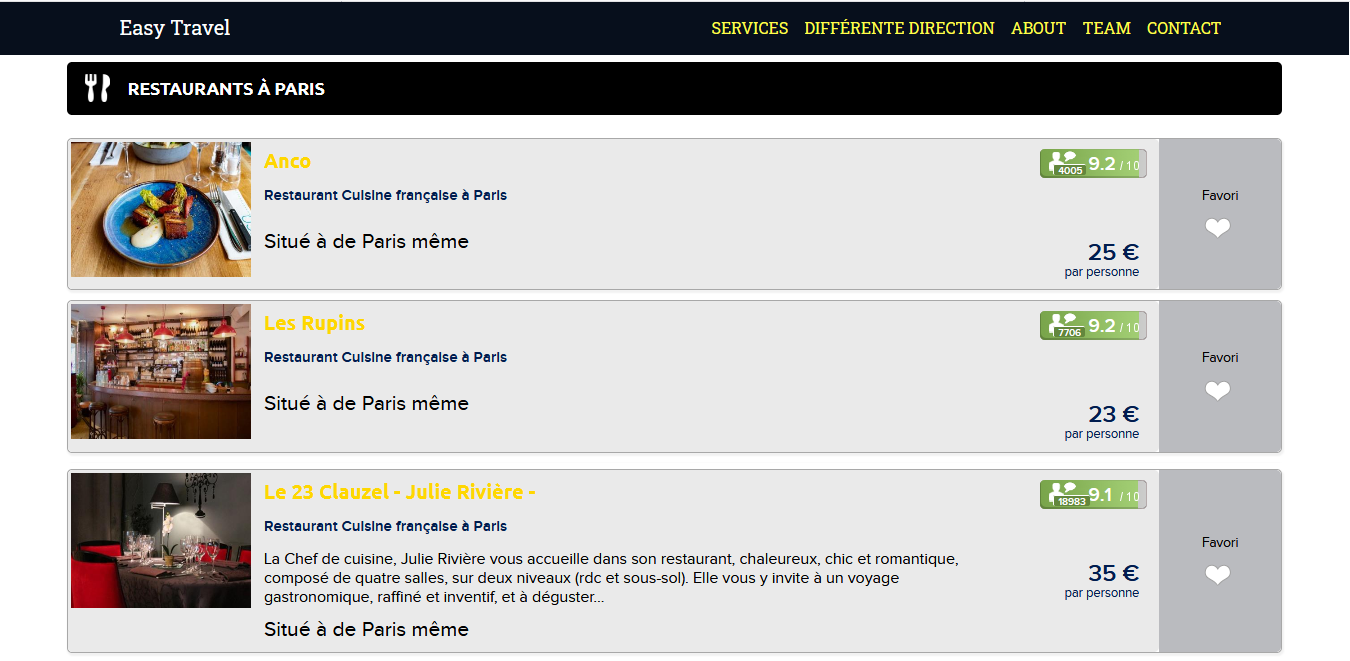 Easy Travel
SERVICES DIFFÉRENTE DIRECTION ABOUT TEAM CONTACT
RESTAURANTS À PARIS
Anco
Restaurant Cuisine française à Paris
Situé à de Paris même
4005 9.2 / 10
25 €
par personne
Favori
Les Rupins
Restaurant Cuisine française à Paris
Situé à de Paris même
7706 9.2 / 10
23 €
par personne
Favori
Le 23 Clauzel - Julie Rivière -
Restaurant Cuisine française à Paris
La Chef de cuisine, Julie Rivière vous accueille dans son restaurant, chaleureux, chic et romantique,
composé de quatre salles, sur deux niveaux (rdc et sous-sol). Elle vous y invite à un voyage
gastronomique, raffiné et inventif, et à déguster...
Situé à de Paris même
18983 9.1 / 10
35 €
par personne
Favori